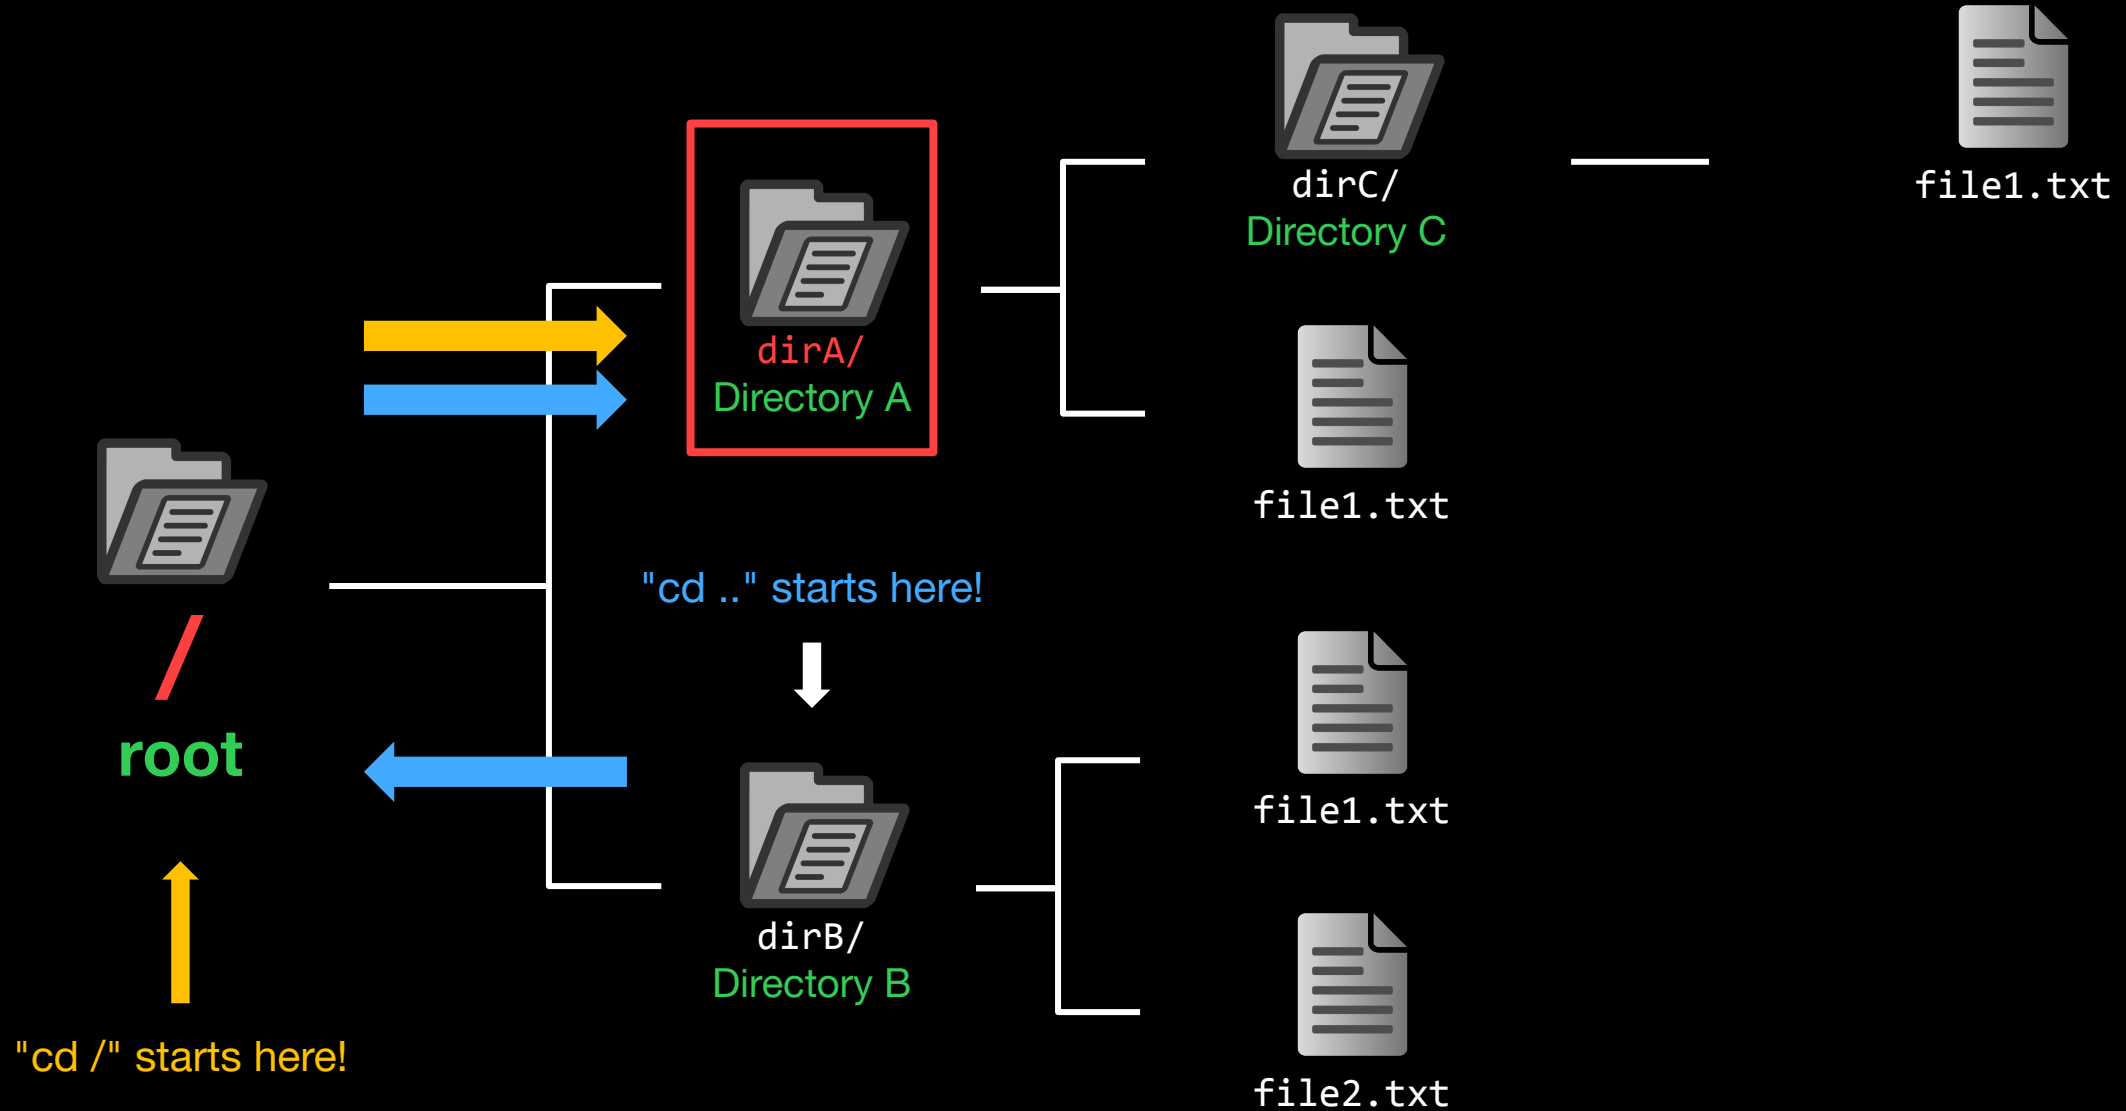 dirC/
Directory C
file1.txt
dirA/
Directory A
file1.txt
"cd .." starts here!
/
root
file1.txt
dirB/
Directory B
"cd /" starts here!
file2.txt